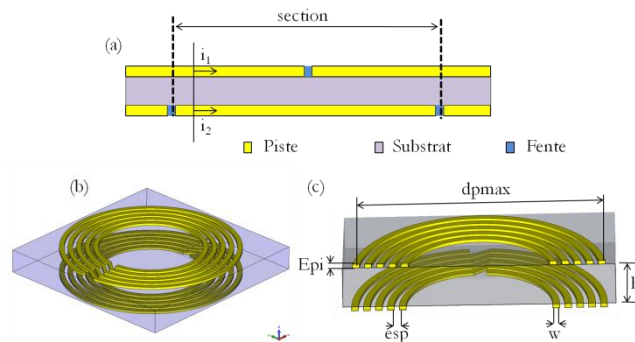 section
(a)
i1
i2
Piste Substrat Fente
(b)
(c)
dpmax
Epi
esp
w